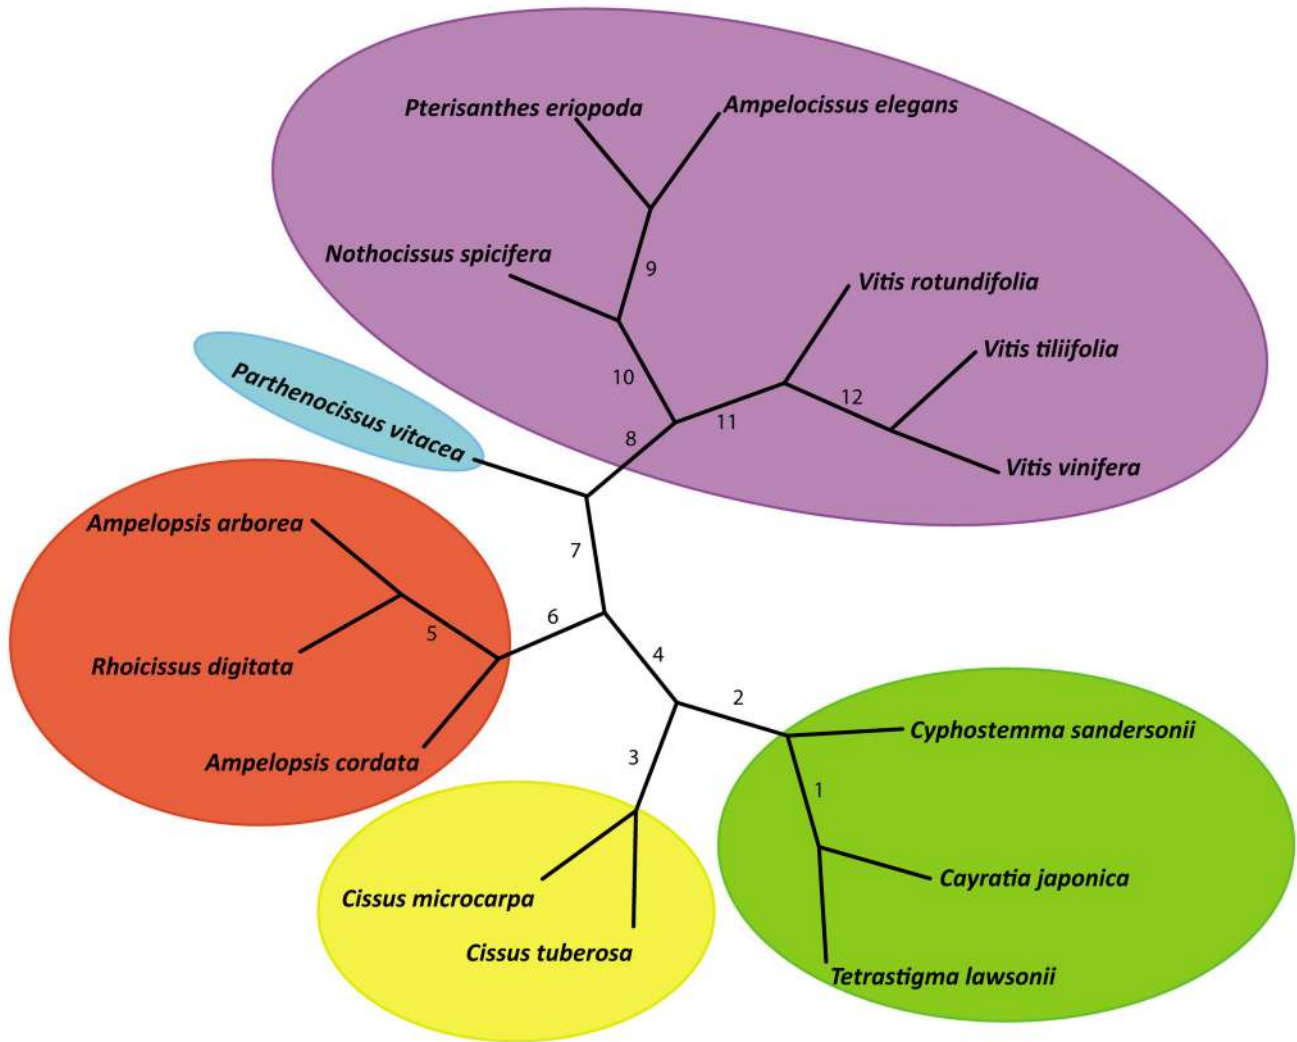 Pterisanthes eriopoda
Ampelocissus elegans
Nothocissus spicifera
9
Vitis rotundifolia
Vitis tiliifolia
10
12
11
Parthenocissus vitacea
8
Vitis vinifera
Ampelopsis arborea
7
6
5
Rhoicissus digitata
4
2
Ampelopsis cordata
3
Cyphostemma sandersonii
1
Cissus microcarpa
Cayratia japonica
Cissus tuberosa
Tetrastigma lawsonii